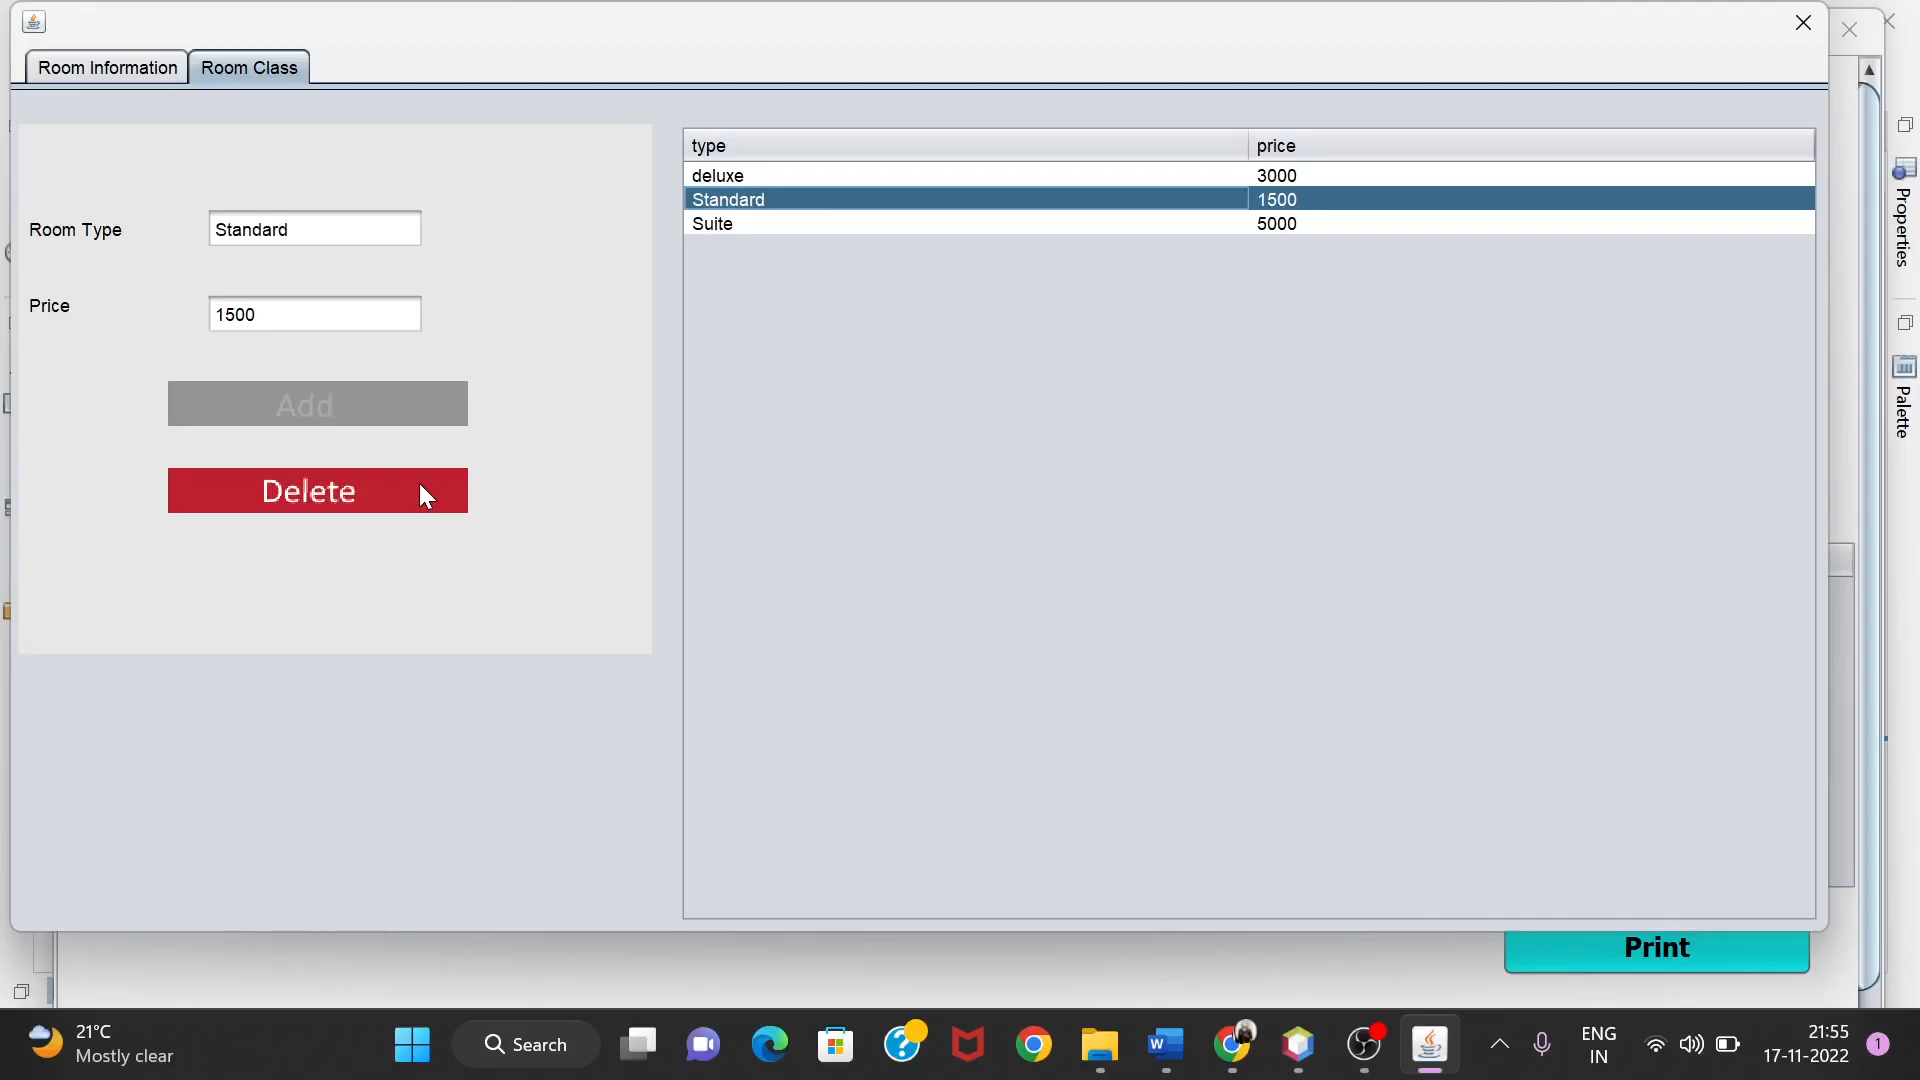 Room Information
Room Class
Room Type
Standard
Price
1500
Add
Delete
type price
deluxe 3000
Standard 1500
Suite 5000
Properties
Palette
Print
21°C
Mostly clear
Search
W
ENG
IN
21:55
17-11-2022
1